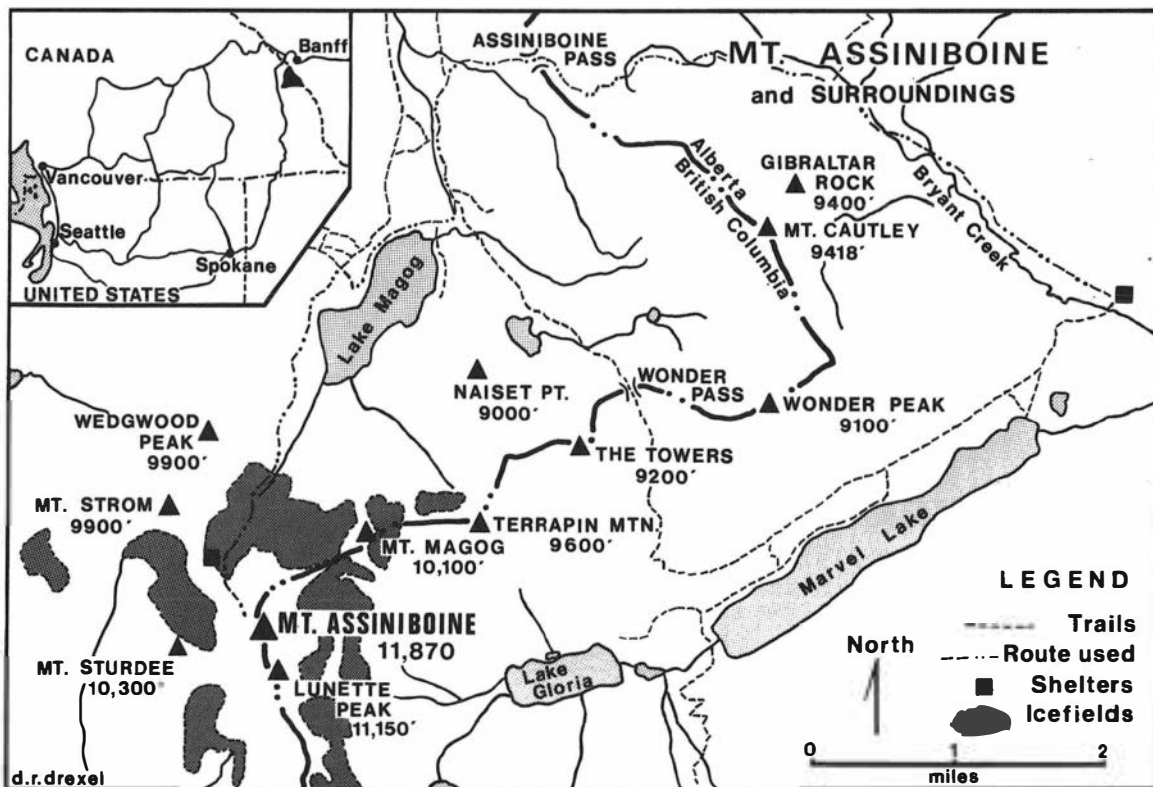 CANADA
Banff
Vancouver
Seattle
Spokane
UNITED STATES
ASSINIBOINE
PASS
MT. ASSINIBOINE
and SURROUNDINGS
Alberta
British Columbia
GIBRALTAR
ROCK
9400´
MT. CAUTLEY
9418´
Bryant Creek
Lake Magog
NAISET PT.
9000´
WONDER
PASS
WONDER PEAK
9100´
WEDGWOOD
PEAK
9900´
THE TOWERS
9200´
MT. STROM
9900´
TERRAPIN MTN.
9600´
MT. MAGOG
10,100´
Marvel Lake
MT. ASSINIBOINE
11,870
MT. STURDEE
10,300´
LUNETTE
PEAK
11,150´
Lake
Gloria
North
LEGEND
Trails
Route used
Shelters
Icefields
0 1 2
miles
d.r.drexel